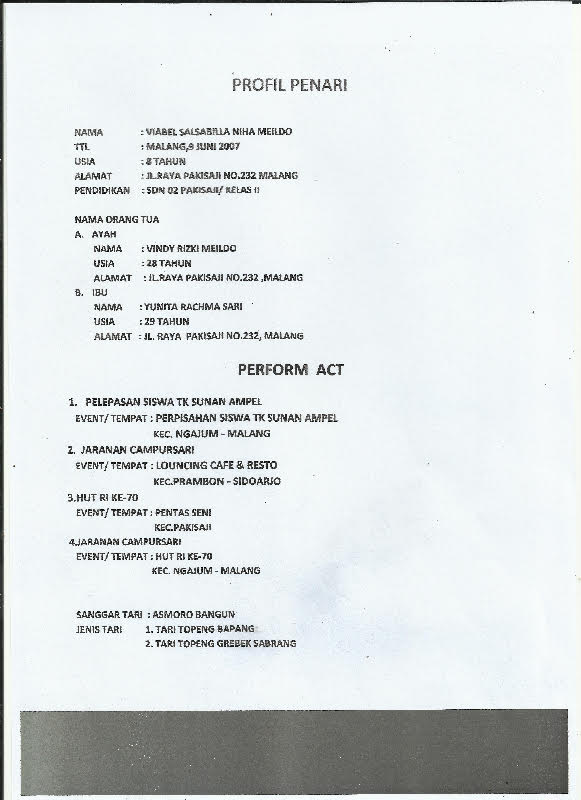 PROFIL PENARI
NAMA : VIABEL SALSABILLA NIHA MEILDO
TTL : MALANG,9 JUNI 2007
USIA : 8 TAHUN
ALAMAT : JL.RAYA PAKISAJI NO.232 MALANG
PENDIDIKAN : SDN 02 PAKISAJI/ KELAS II
NAMA ORANG TUA
A. AYAH
NAMA : VINDY RIZKI MEILDO
USIA : 28 TAHUN
ALAMAT : JL.RAYA PAKISAJI NO.232 ,MALANG
B. IBU
NAMA : YUNITA RACHMA SARI
USIA : 29 TAHUN
ALAMAT : JL. RAYA PAKISAJI NO.232, MALANG
PERFORM ACT
1. PELEPASAN SISWA TK SUNAN AMPEL
EVENT/ TEMPAT : PERPISAHAN SISWA TK SUNAN AMPEL
KEC. NGAJUM - MALANG
2. JARANAN CAMPURSARI
EVENT/ TEMPAT : LOUNCING CAFE & RESTO
KEC.PRAMBON - SIDOARJO
3.HUT RI KE-70
EVENT/ TEMPAT : PENTAS SENI
KEC.PAKISAJI
4.JARANAN CAMPURSARI
EVENT/ TEMPAT : HUT RI KE-70
KEC. NGAJUM - MALANG
SANGGAR TARI : ASMORO BANGUN
JENIS TARI 1. TARI TOPENG BAPANG
2. TARI TOPENG GREBEK SABRANG